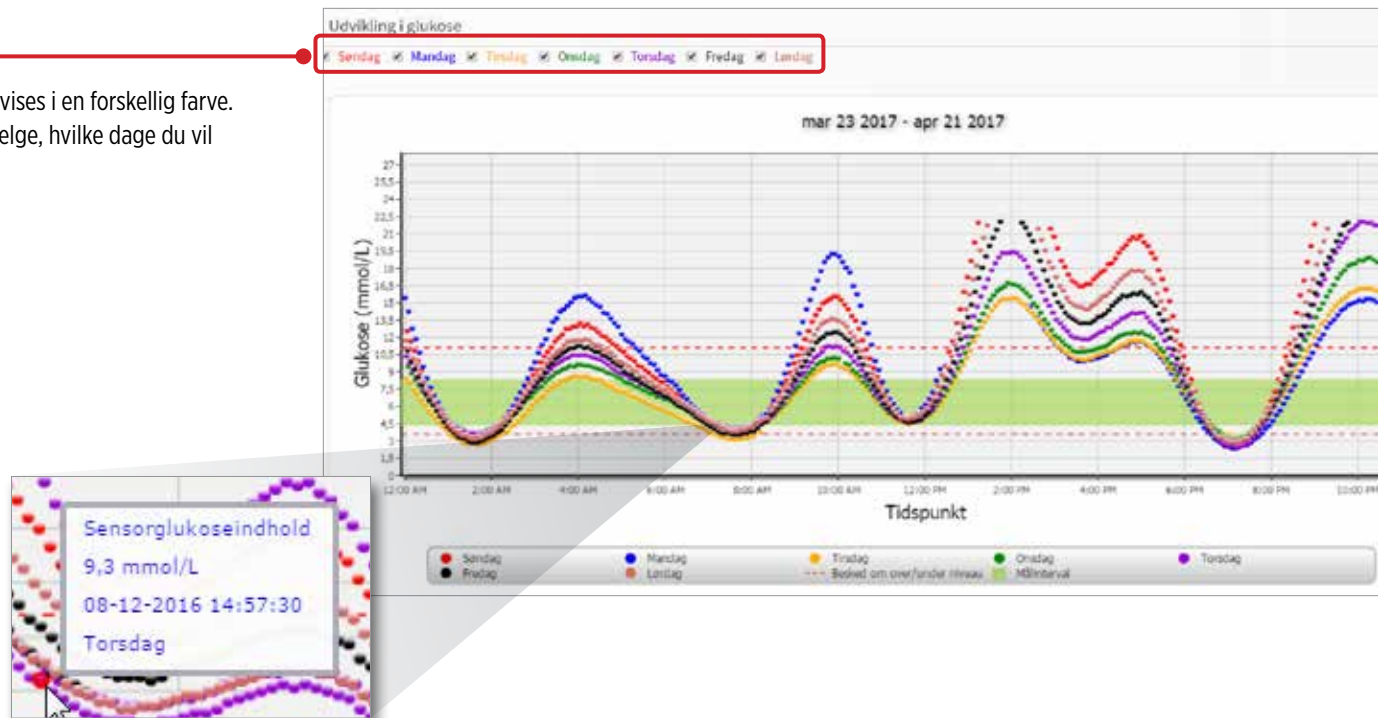 Udvikling i glukose
Søndag Mandag Tirsdag Onsdag Torsdag Fredag Lørdag
vises i en forskellig farve.
elge, hvilke dage du vil
mar 23 2017 - apr 21 2017
Glukose (mmol/L)
27
25,5
24
22,5
21
19,5
18
16,5
15
13,5
12
10,5
9
7,5
6
4,5
3
1,8
0
12:00 AM 2:00 AM 4:00 AM 6:00 AM 8:00 AM 10:00 AM 12:00 PM 2:00 PM 4:00 PM 6:00 PM 8:00 PM 10:00 PM
Tidspunkt
Søndag Mandag Tirsdag Onsdag Torsdag
Fredag Lørdag Besked om over/under niveau Målinterval
Sensorglukoseindhold
9,3 mmol/L
08-12-2016 14:57:30
Torsdag